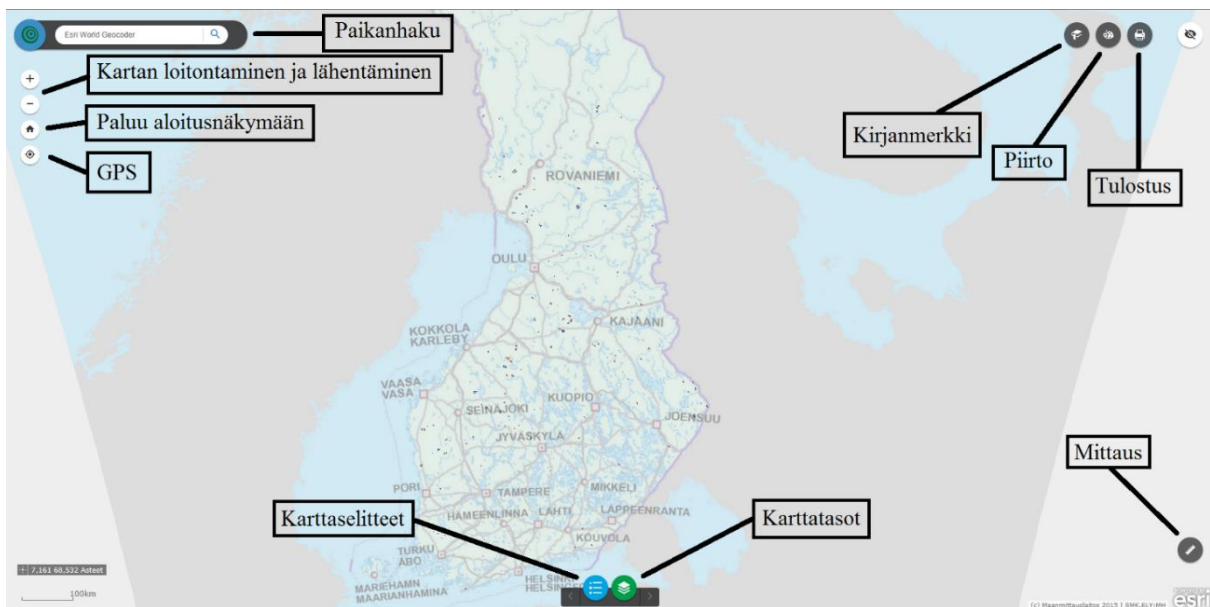 Esri World Geocoder
Paikanhaku
Kartan loitontaminen ja lähentäminen
Paluu aloitusnäkymään
GPS
Kirjanmerkki
Piirto
Tulostus
ROVANIEMI
OULU
KAJAANI
KOKKOLA
KARLEBY
VAASA
VASA
SEINÄJOKI
KUOPIO
JOENSUU
JYVÄSKYLÄ
Mittaus
PORI
TAMPERE
MIKKELI
HÄMEENLINNA
LAHTI
LAPPEENRANTA
Karttaselitteet
Karttatasot
KOUVOLA
TURKU
ÅBO
MARIEHAMN
MAARIANHAMINA
7,161 68,532 Asteet
100km
(c) Maanmittauslaitos 2015 | SMK,ELY;MH
esri